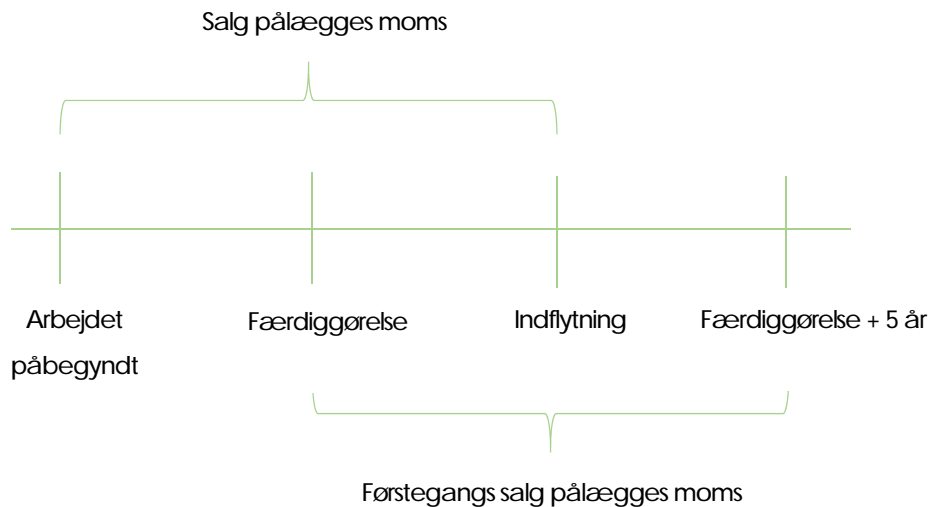 Salg pålægges moms
Arbejdet
påbegyndt
Færdiggørelse
Indflytning
Færdiggørelse + 5 år
Førstegangs salg pålægges moms